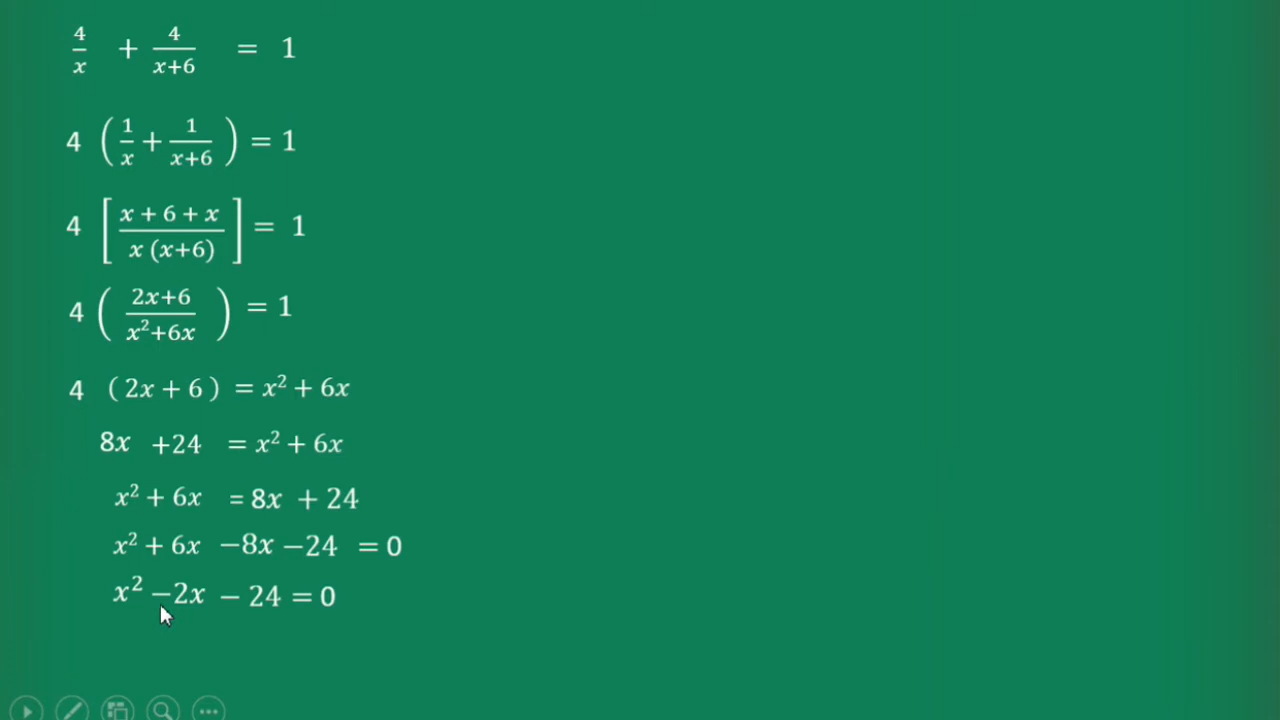 4/x + 4/(x+6) = 1
4 (1/x + 1/(x+6)) = 1
4 [(x + 6 + x)/(x (x+6))] = 1
4 ((2x+6)/(x²+6x)) = 1
4 (2x + 6) = x² + 6x
8x +24 = x² + 6x
x² + 6x = 8x + 24
x² + 6x −8x −24 = 0
x² −2x − 24 = 0